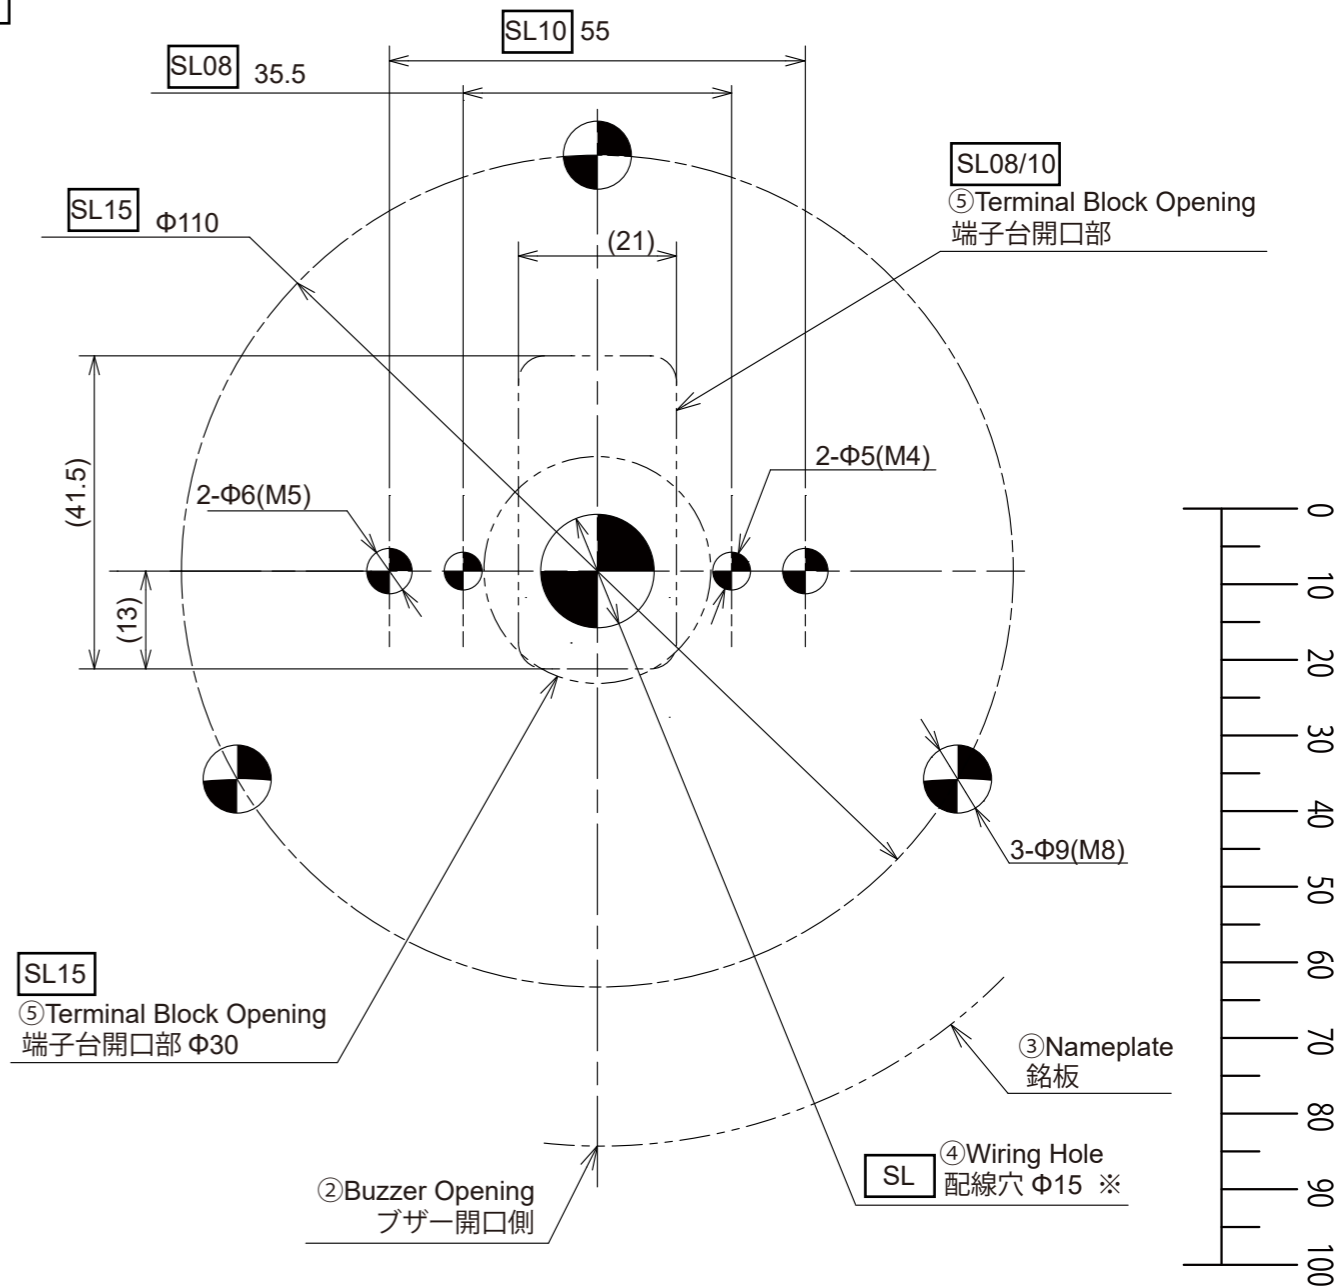 SL10 55
SL08 35.5
SL08/10
⑤Terminal Block Opening
端子台開口部
SL15 Φ110
(21)
(41.5)
2-Φ5(M4)
2-Φ6(M5)
(13)
0
10
20
30
40
50
60
70
80
90
100
3-Φ9(M8)
SL15
⑤Terminal Block Opening
端子台開口部 Φ30
③Nameplate
銘板
SL ④Wiring Hole
配線穴 Φ15 ※
②Buzzer Opening
ブザー開口側